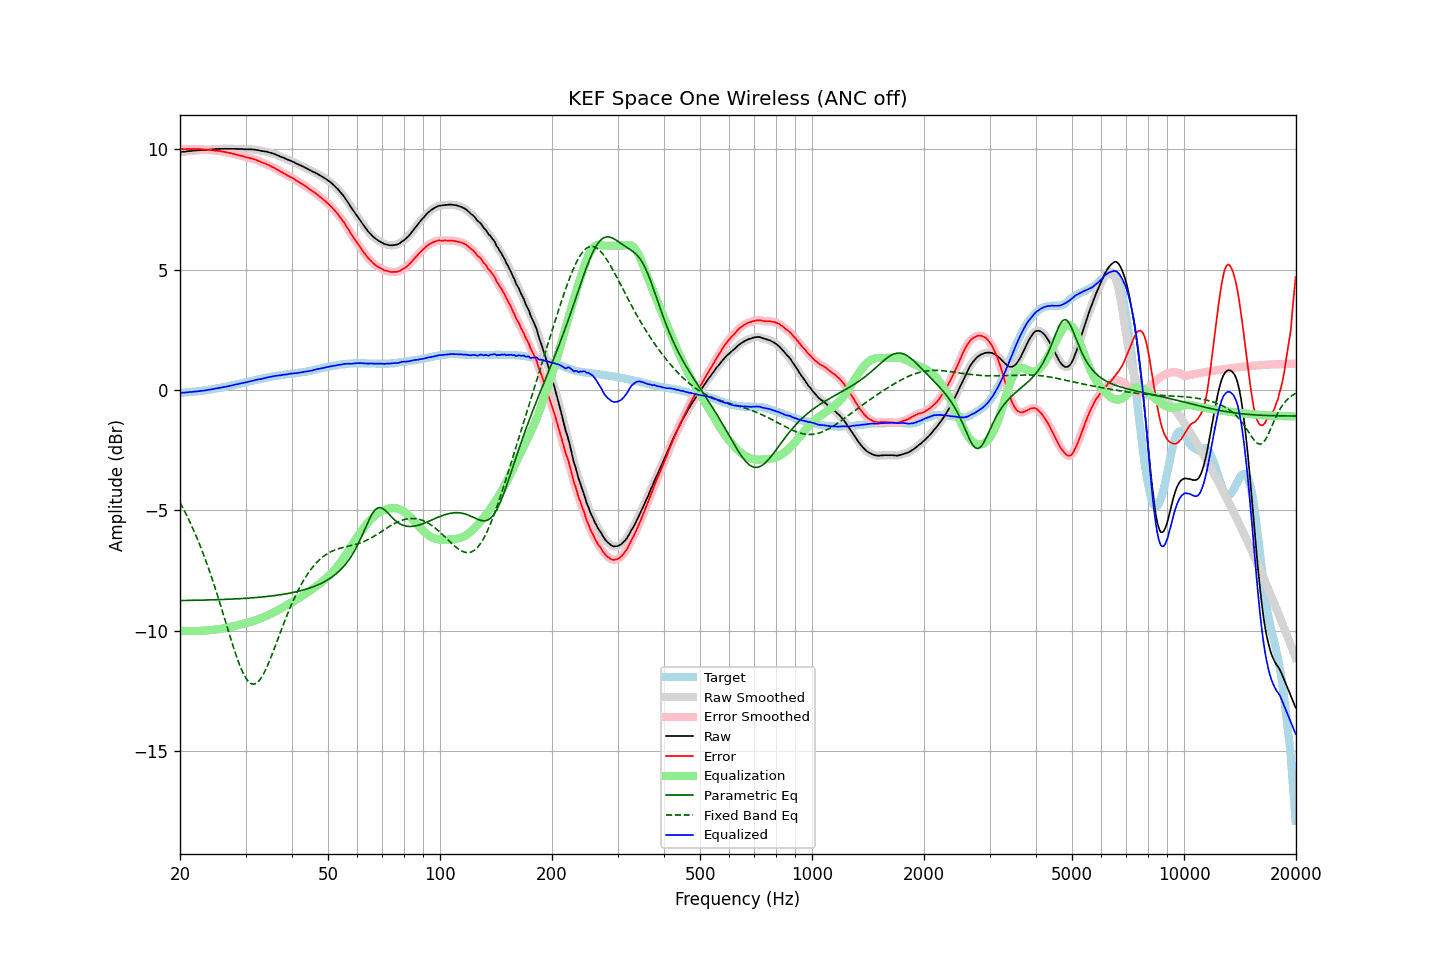 KEF Space One Wireless (ANC off)
Amplitude (dBr)
10
5
0
−5
−10
−15
Target
Raw Smoothed
Error Smoothed
Raw
Error
Equalization
Parametric Eq
Fixed Band Eq
Equalized
20 50 100 200 500 1000 2000 5000 10000 20000
Frequency (Hz)